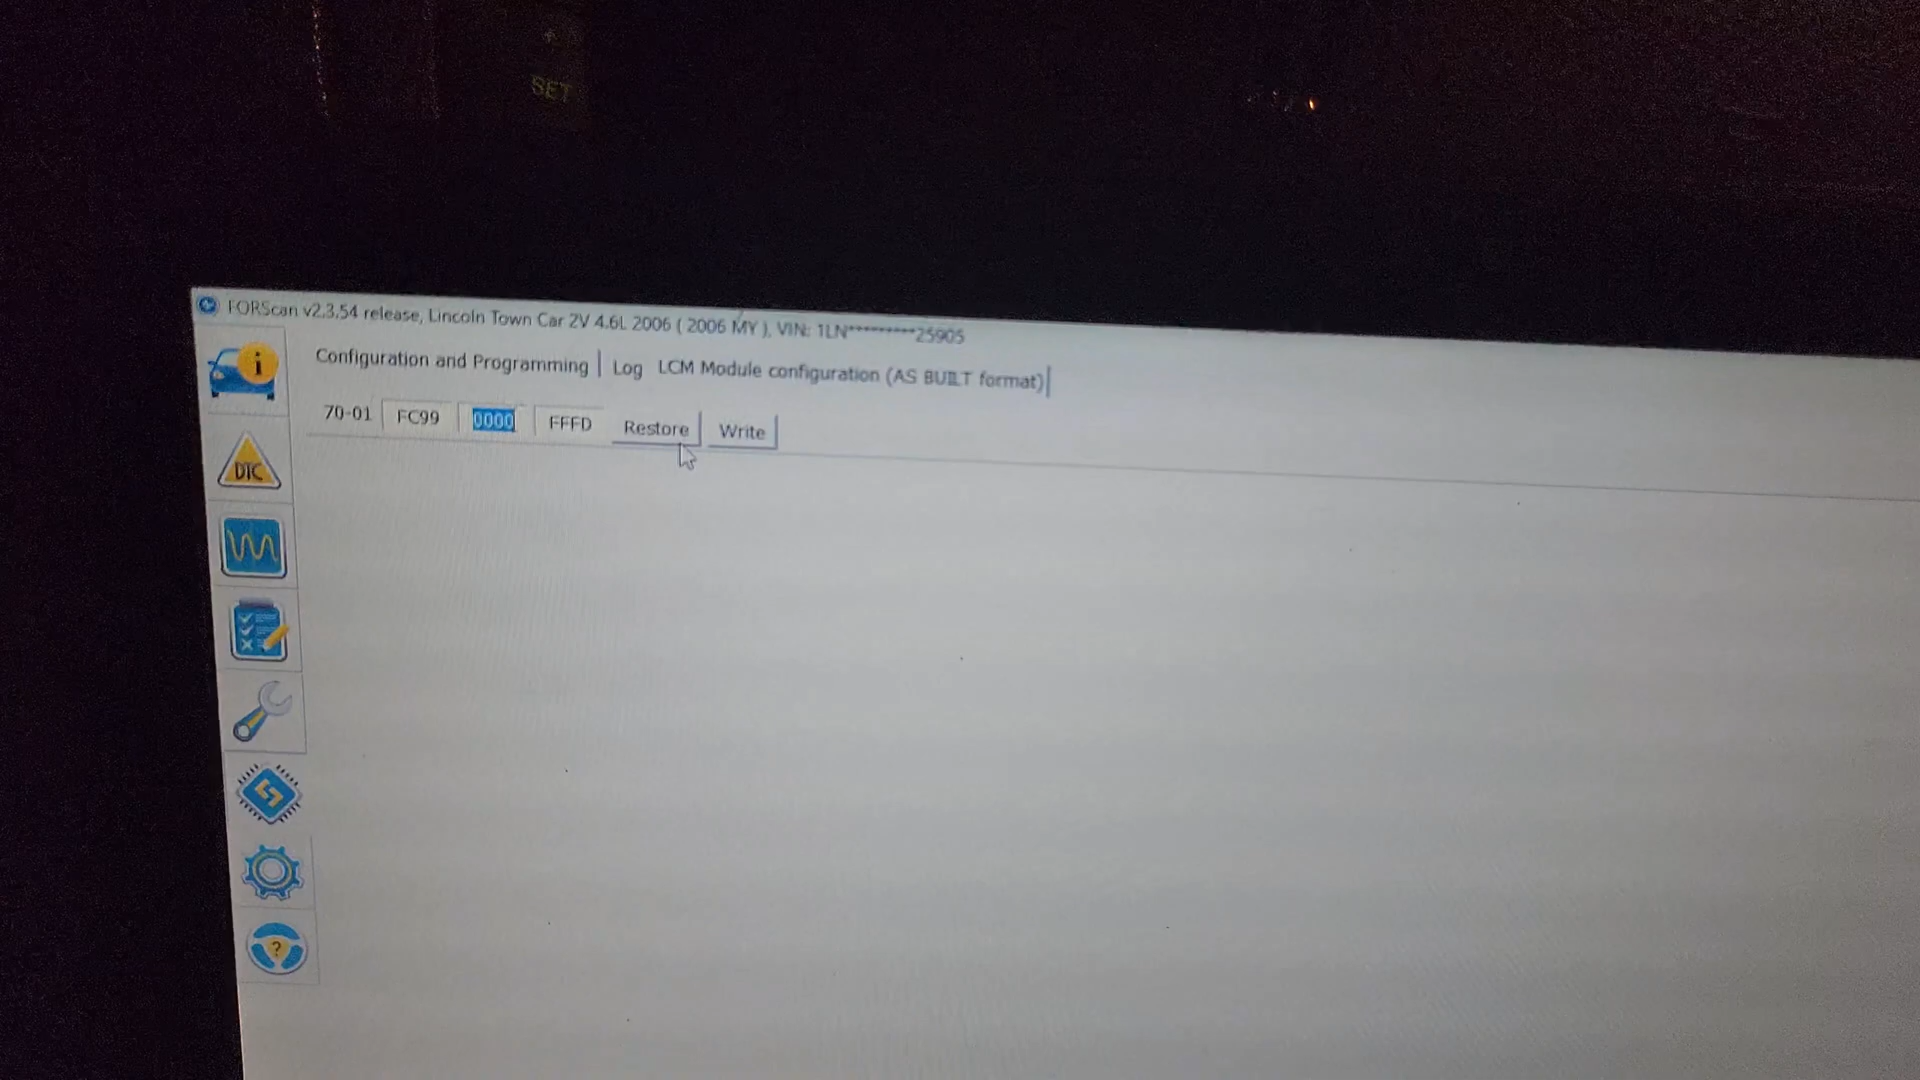 SET
FORScan v2.3.54 release, Lincoln Town Car 2V 4.6L 2006 ( 2006 MY ), VIN: 1LN*********25905
Configuration and Programming Log LCM Module configuration (AS BUILT format)
70-01 FC99 0000 FFFD Restore Write
i
DTC
?